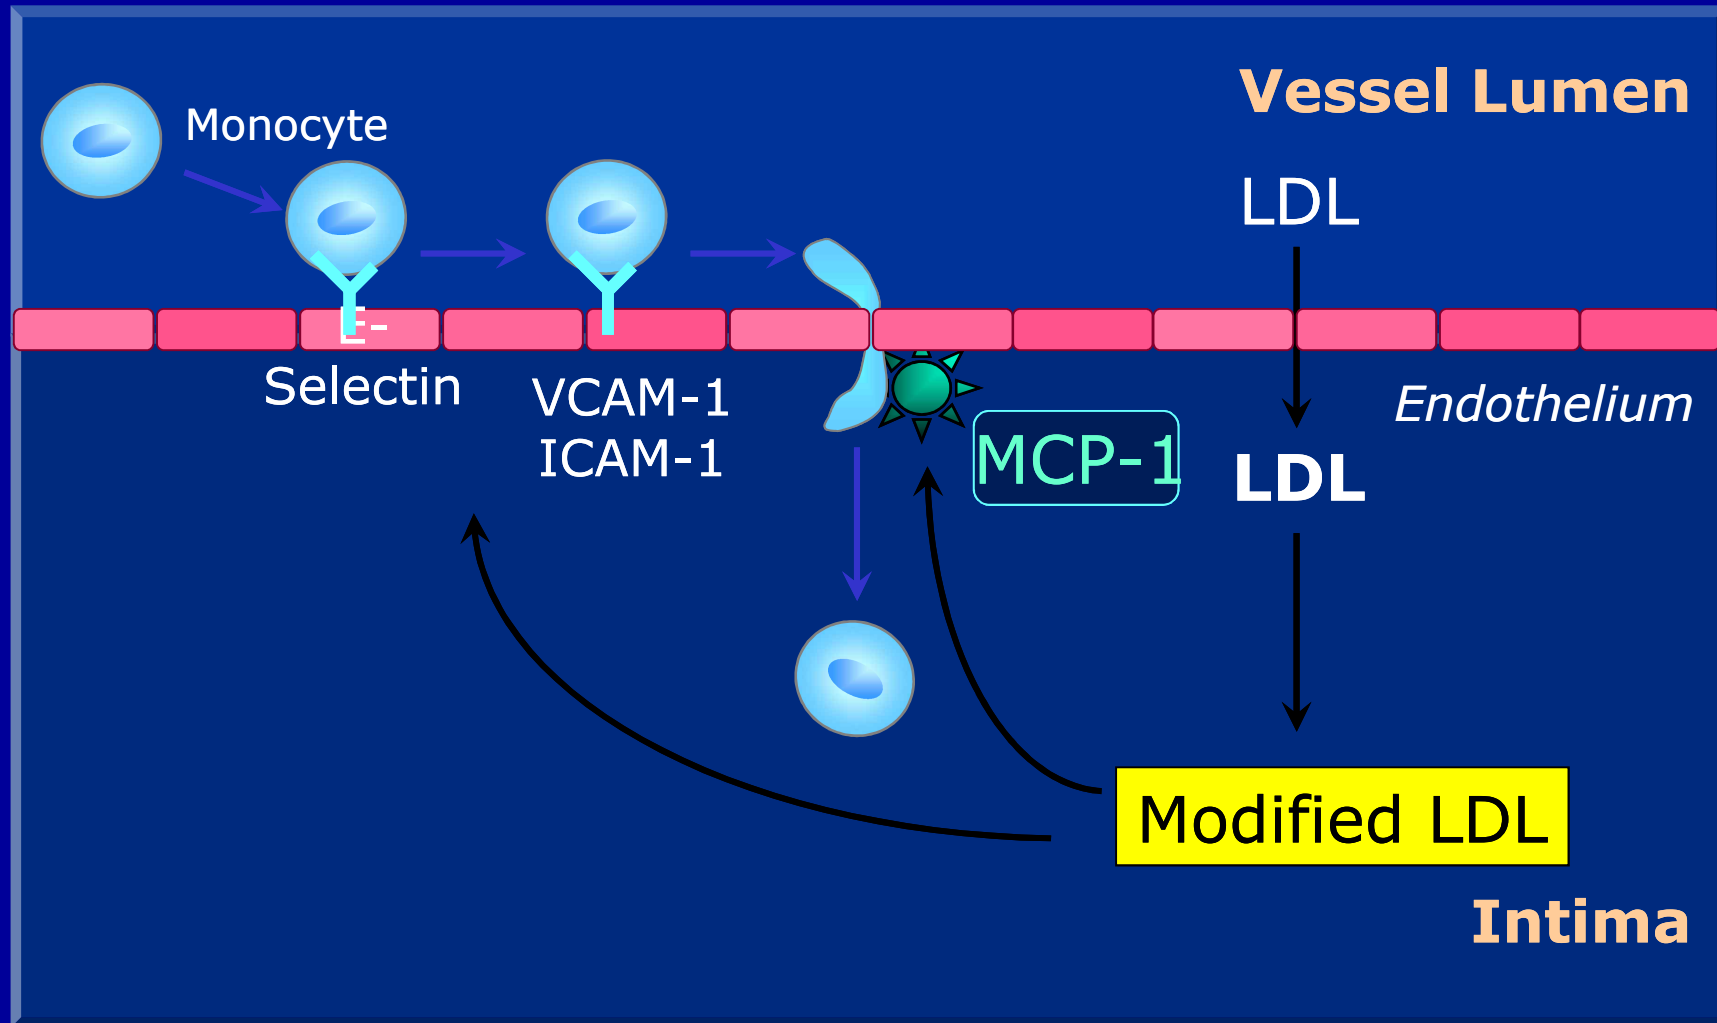 Vessel Lumen
Monocyte
LDL
E-
Selectin
VCAM-1
ICAM-1
Endothelium
MCP-1
LDL
Modified LDL
Intima